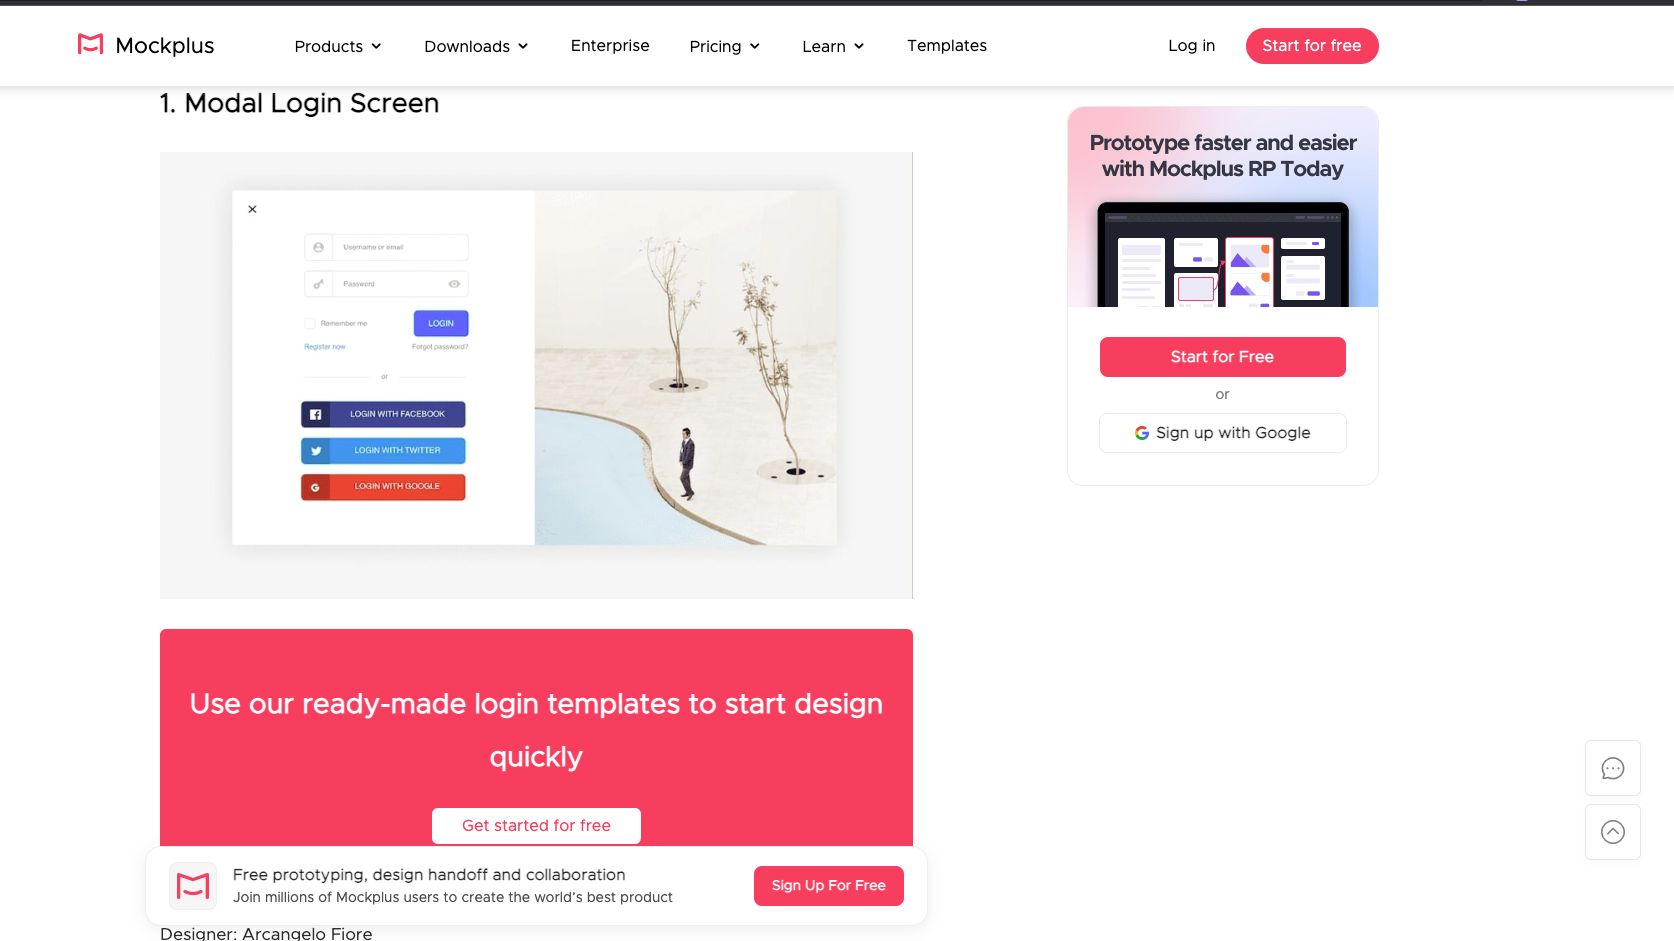 Mockplus
Products
Downloads
Enterprise
Pricing
Learn
Templates
Log in
Start for free
1. Modal Login Screen
Username or email
Password
Remember me
LOGIN
Register now
Forgot password?
or
LOGIN WITH FACEBOOK
LOGIN WITH TWITTER
LOGIN WITH GOOGLE
Prototype faster and easier
with Mockplus RP Today
Start for Free
or
Sign up with Google
Use our ready-made login templates to start design
quickly
Get started for free
Free prototyping, design handoff and collaboration
Join millions of Mockplus users to create the world's best product
Sign Up For Free
Designer: Arcangelo Fiore